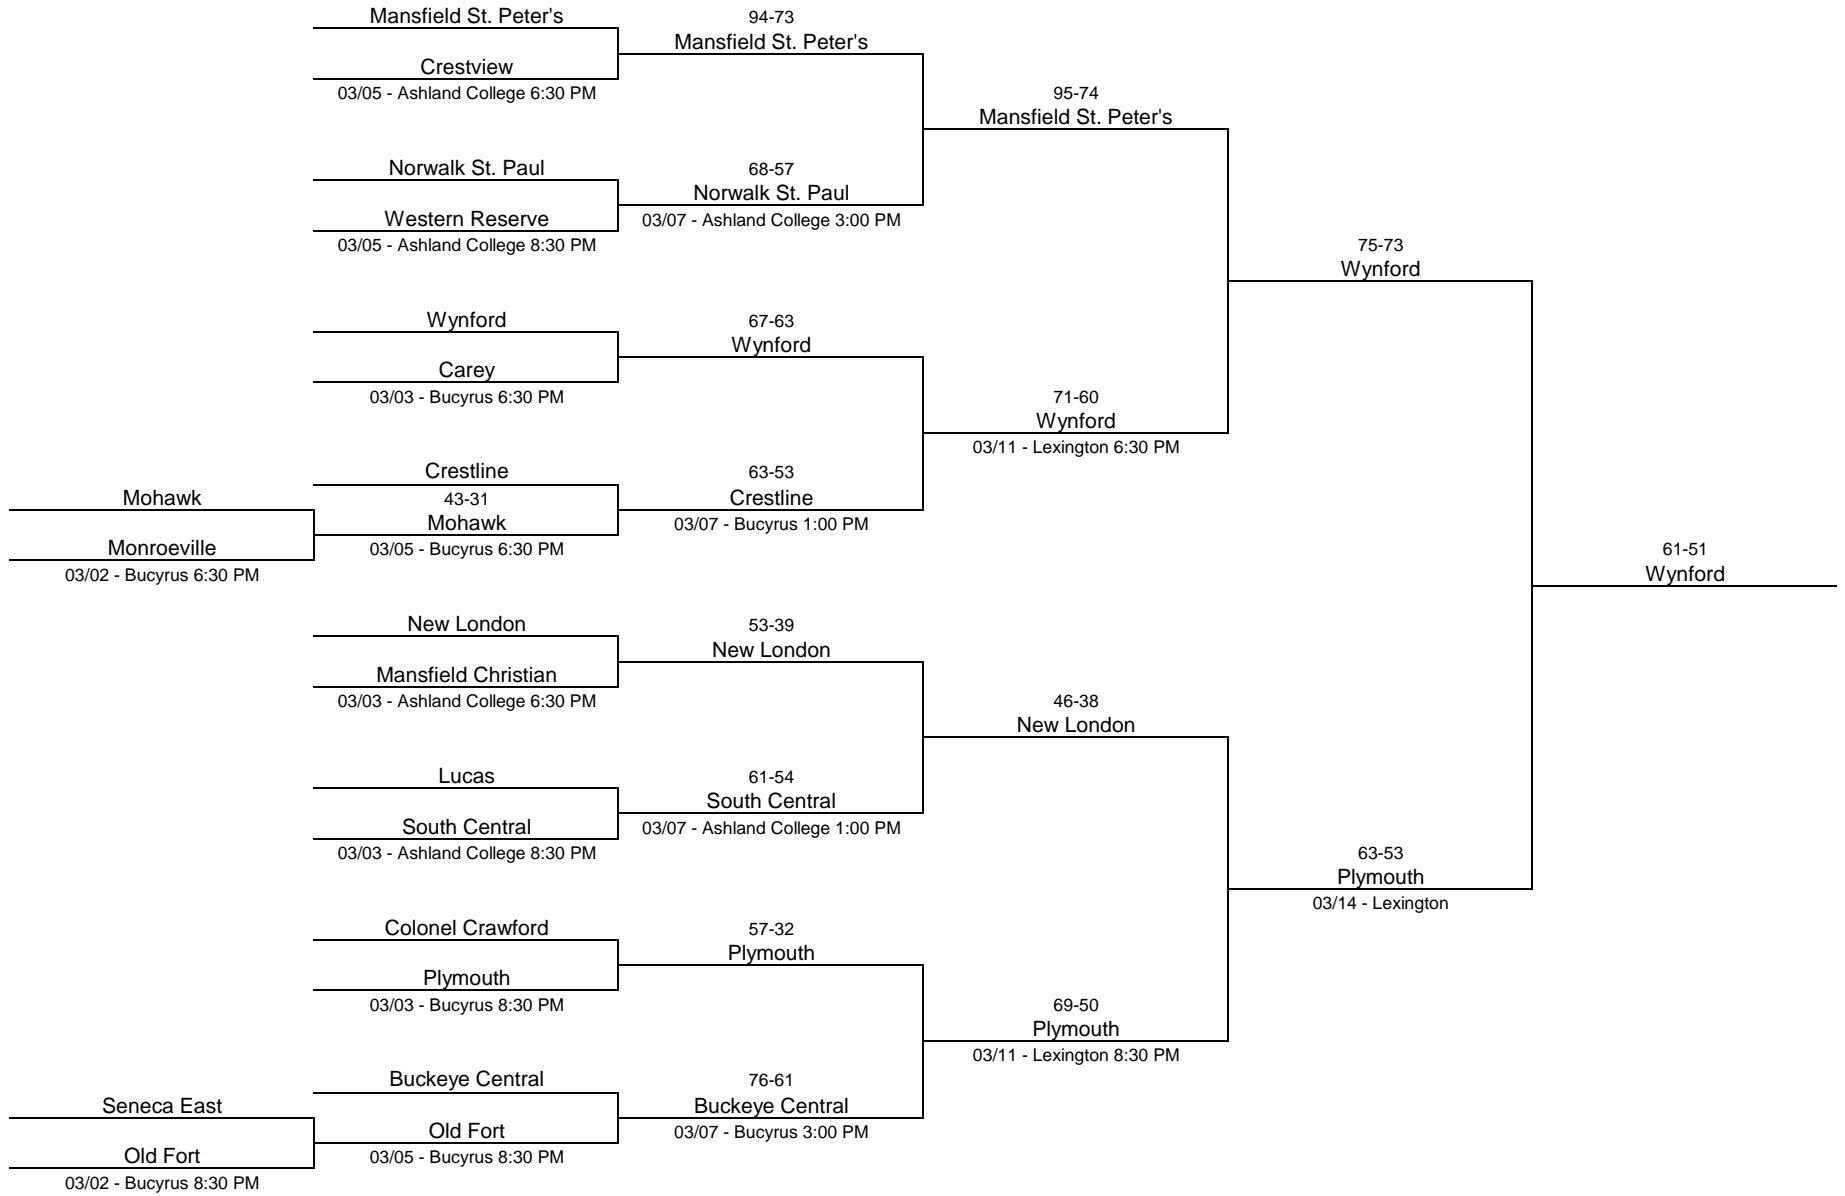 Mansfield St. Peter's
Crestview
03/05 - Ashland College 6:30 PM
94-73
Mansfield St. Peter's
Norwalk St. Paul
Western Reserve
03/05 - Ashland College 8:30 PM
68-57
Norwalk St. Paul
03/07 - Ashland College 3:00 PM
95-74
Mansfield St. Peter's
Wynford
Carey
03/03 - Bucyrus 6:30 PM
67-63
Wynford
Mohawk
Monroeville
03/02 - Bucyrus 6:30 PM
Crestline
43-31
Mohawk
03/05 - Bucyrus 6:30 PM
63-53
Crestline
03/07 - Bucyrus 1:00 PM
71-60
Wynford
03/11 - Lexington 6:30 PM
75-73
Wynford
New London
Mansfield Christian
03/03 - Ashland College 6:30 PM
53-39
New London
Lucas
South Central
03/03 - Ashland College 8:30 PM
61-54
South Central
03/07 - Ashland College 1:00 PM
46-38
New London
Colonel Crawford
Plymouth
03/03 - Bucyrus 8:30 PM
57-32
Plymouth
Seneca East
Old Fort
03/02 - Bucyrus 8:30 PM
Buckeye Central
Old Fort
03/05 - Bucyrus 8:30 PM
76-61
Buckeye Central
03/07 - Bucyrus 3:00 PM
69-50
Plymouth
03/11 - Lexington 8:30 PM
63-53
Plymouth
03/14 - Lexington
61-51
Wynford